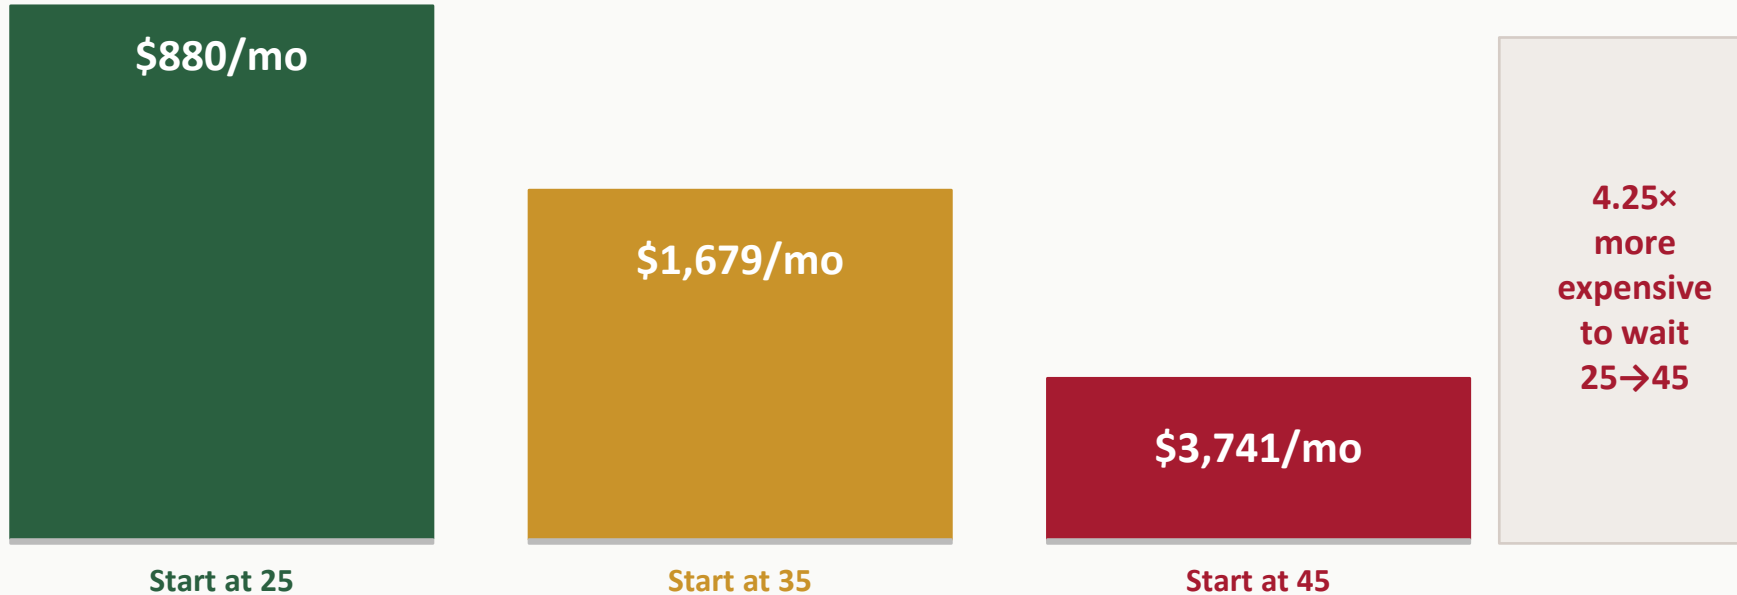 $880/mo
$1,679/mo
$3,741/mo
4.25×
more
expensive
to wait
25→45
Start at 25
Start at 35
Start at 45